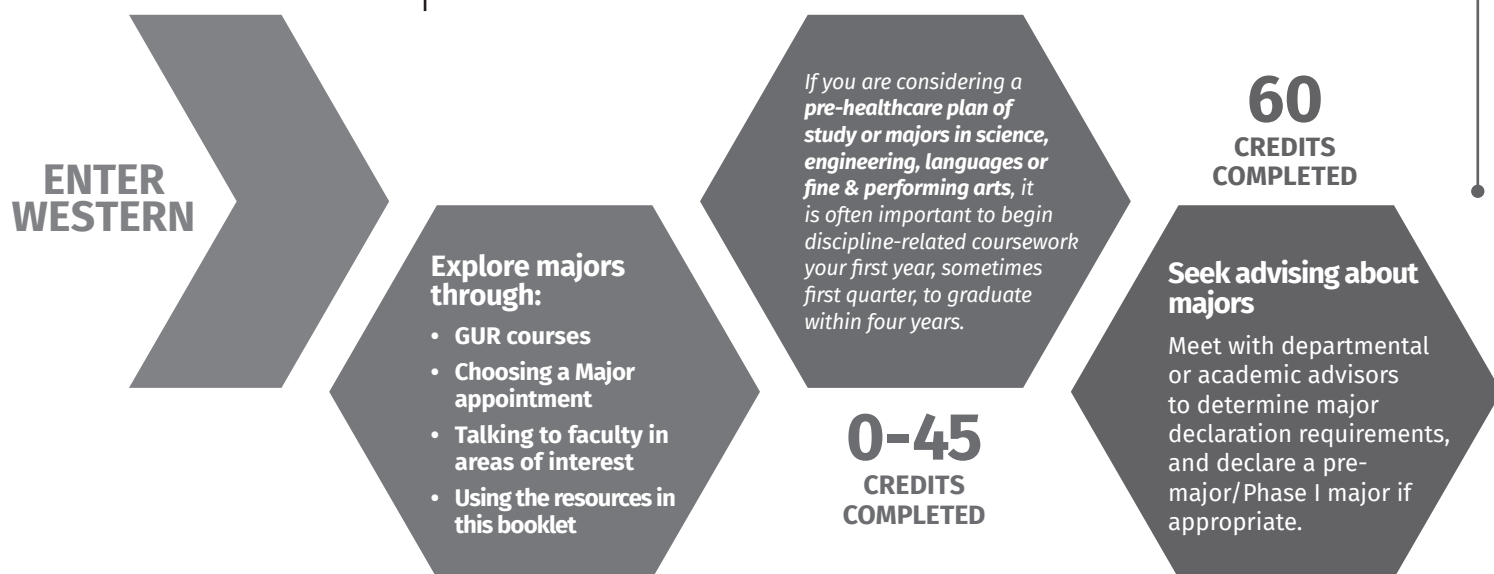 ENTER
WESTERN
Explore majors
through:
• GUR courses
• Choosing a Major
appointment
• Talking to faculty in
areas of interest
• Using the resources in
this booklet
If you are considering a
pre-healthcare plan of
study or majors in science,
engineering, languages or
fine & performing arts, it
is often important to begin
discipline-related coursework
your first year, sometimes
first quarter, to graduate
within four years.
0-45
CREDITS
COMPLETED
60
CREDITS
COMPLETED
Seek advising about
majors
Meet with departmental
or academic advisors
to determine major
declaration requirements,
and declare a pre-
major/Phase I major if
appropriate.